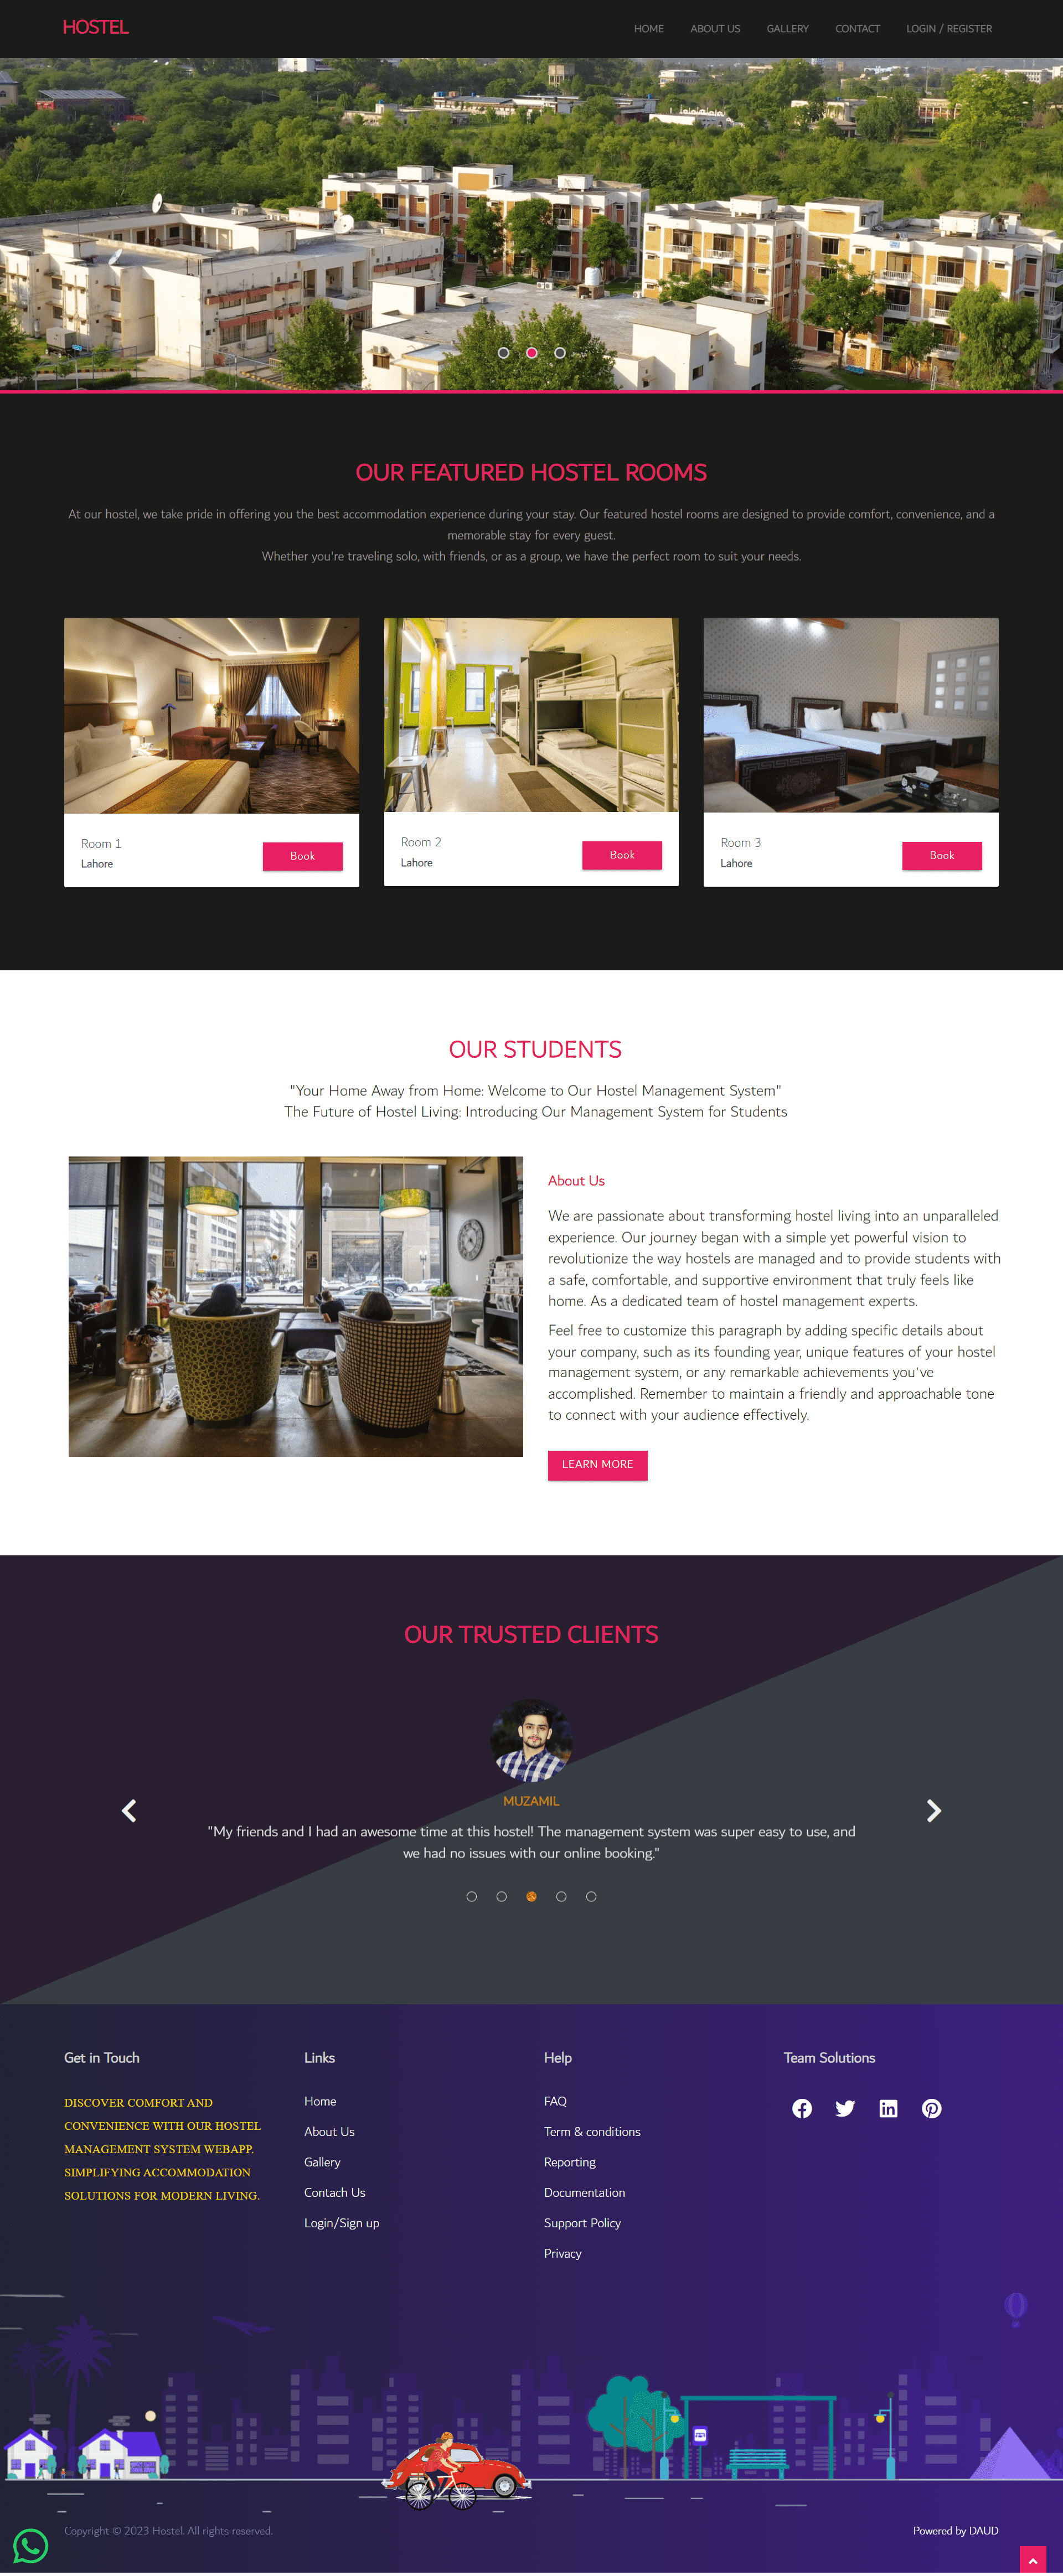 HOSTEL
HOME ABOUT US GALLERY CONTACT LOGIN / REGISTER
OUR FEATURED HOSTEL ROOMS
At our hostel, we take pride in offering you the best accommodation experience during your stay. Our featured hostel rooms are designed to provide comfort, convenience, and a
memorable stay for every guest.
Whether you're traveling solo, with friends, or as a group, we have the perfect room to suit your needs.
Room 1
Lahore
Book
Room 2
Lahore
Book
Room 3
Lahore
Book
OUR STUDENTS
"Your Home Away from Home: Welcome to Our Hostel Management System"
The Future of Hostel Living: Introducing Our Management System for Students
About Us
We are passionate about transforming hostel living into an unparalleled
experience. Our journey began with a simple yet powerful vision to
revolutionize the way hostels are managed and to provide students with
a safe, comfortable, and supportive environment that truly feels like
home. As a dedicated team of hostel management experts.
Feel free to customize this paragraph by adding specific details about
your company, such as its founding year, unique features of your hostel
management system, or any remarkable achievements you've
accomplished. Remember to maintain a friendly and approachable tone
to connect with your audience effectively.
LEARN MORE
OUR TRUSTED CLIENTS
MUZAMIL
"My friends and I had an awesome time at this hostel! The management system was super easy to use, and
we had no issues with our online booking."
Get in Touch
DISCOVER COMFORT AND
CONVENIENCE WITH OUR HOSTEL
MANAGEMENT SYSTEM WEBAPP.
SIMPLIFYING ACCOMMODATION
SOLUTIONS FOR MODERN LIVING.
Links
Home
About Us
Gallery
Contach Us
Login/Sign up
Help
FAQ
Term & conditions
Reporting
Documentation
Support Policy
Privacy
Team Solutions
Copyright © 2023 Hostel. All rights reserved.
Powered by DAUD